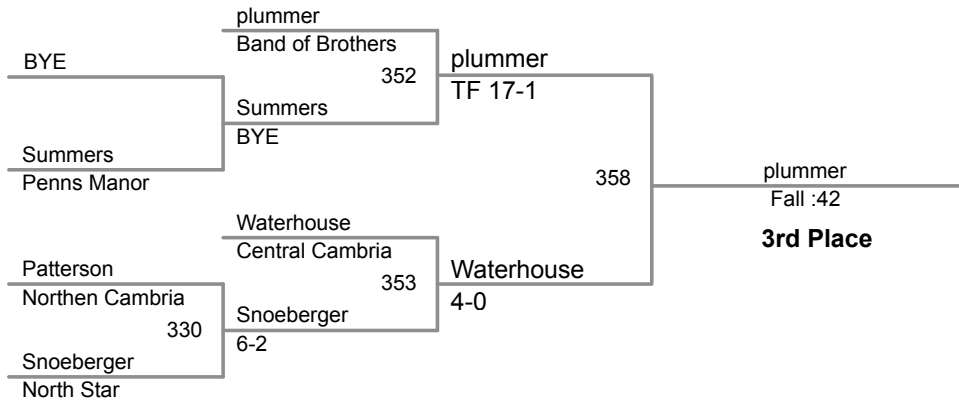 BYE
Summers
Penns Manor
Patterson
Northen Cambria
330
Snoeberger
North Star
plummer
Band of Brothers
352
Summers
BYE
Waterhouse
Central Cambria
353
Snoeberger
6-2
plummer
TF 17-1
358
Waterhouse
4-0
plummer
Fall :42
3rd Place